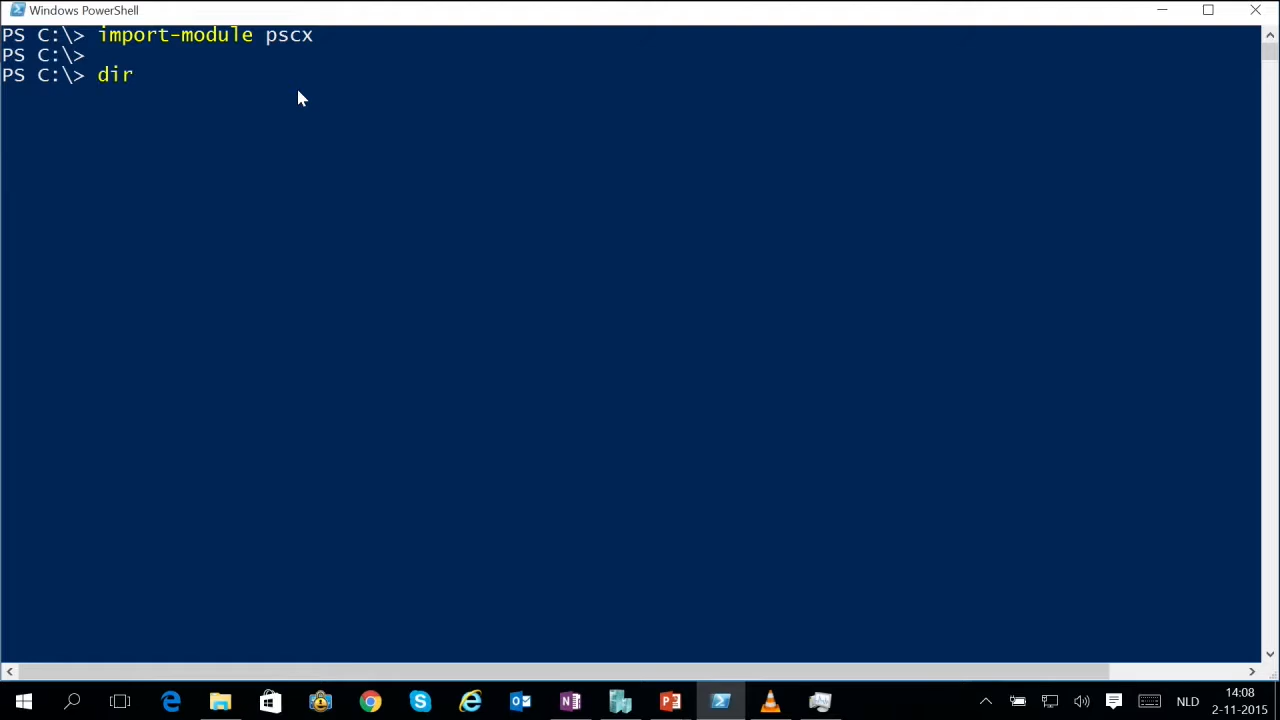 Windows PowerShell
PS C:\> import-module pscx
PS C:\>
PS C:\> dir
NLD
14:08
2-11-2015